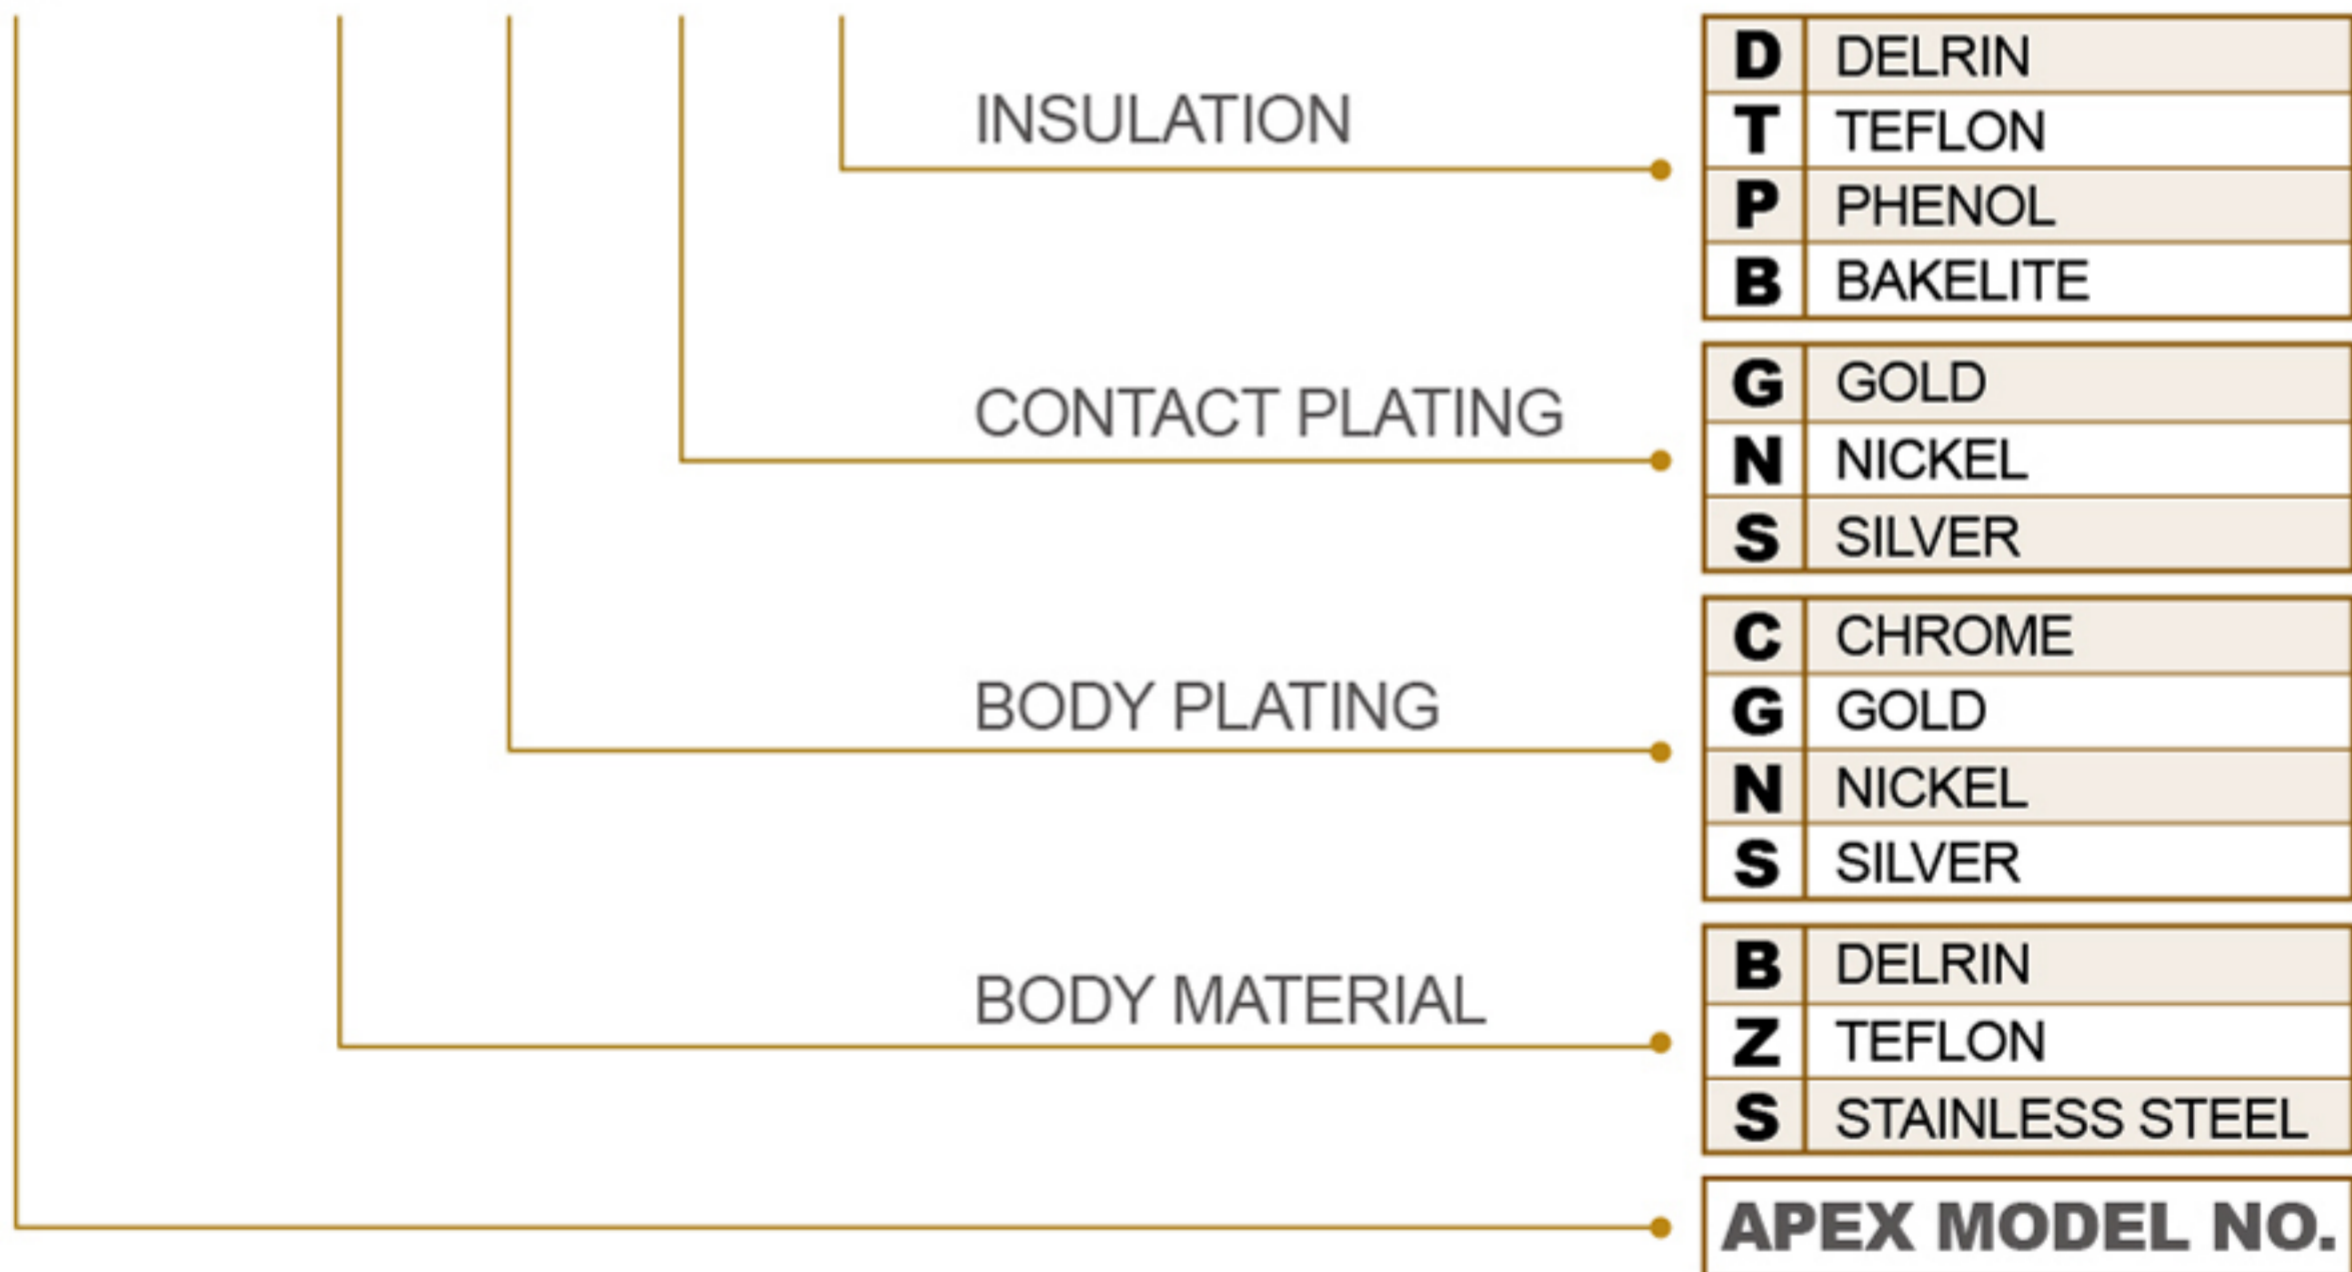 INSULATION
D DELRIN
T TEFLON
P PHENOL
B BAKELITE
CONTACT PLATING
G GOLD
N NICKEL
S SILVER
BODY PLATING
C CHROME
G GOLD
N NICKEL
S SILVER
BODY MATERIAL
B DELRIN
Z TEFLON
S STAINLESS STEEL
APEX MODEL NO.